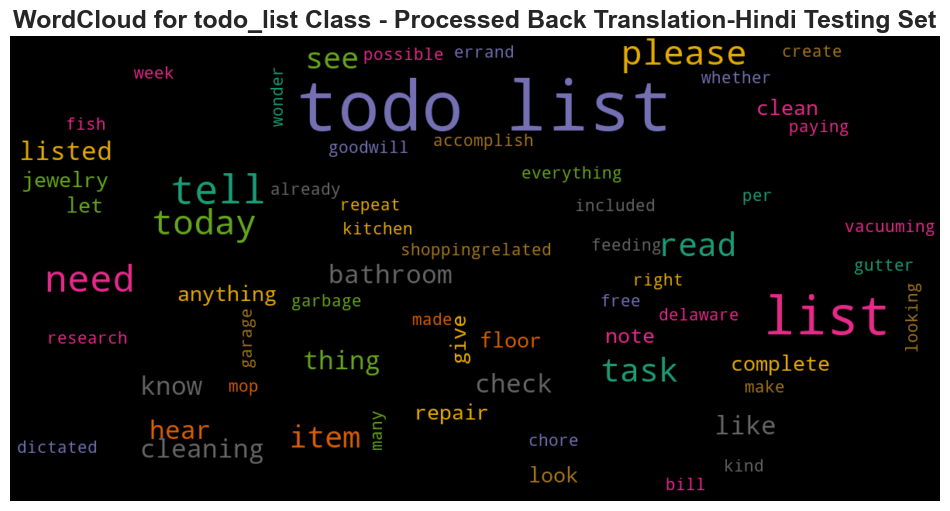 WordCloud for todo_list Class - Processed Back Translation-Hindi Testing Set
see
possible
errand
please
create
week
wonder
todo list
whether
clean
paying
fish
listed
goodwill
accomplish
jewelry
tell
already
everything
let
today
repeat
included
per
kitchen
vacuuming
shoppingrelated
feeding
read
need
bathroom
gutter
anything
garbage
right
free
list
looking
research
garage
made
give
floor
delaware
note
thing
complete
know
mop
check
task
make
hear
item
many
repair
like
dictated
cleaning
chore
look
kind
bill